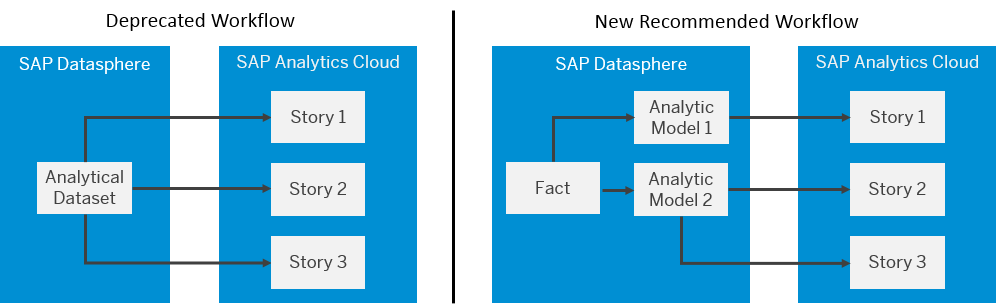 Deprecated Workflow
SAP Datasphere
SAP Analytics Cloud
Story 1
Analytical
Dataset
Story 2
Story 3
New Recommended Workflow
SAP Datasphere
SAP Analytics Cloud
Analytic
Model 1
Story 1
Fact
Analytic
Model 2
Story 2
Story 3